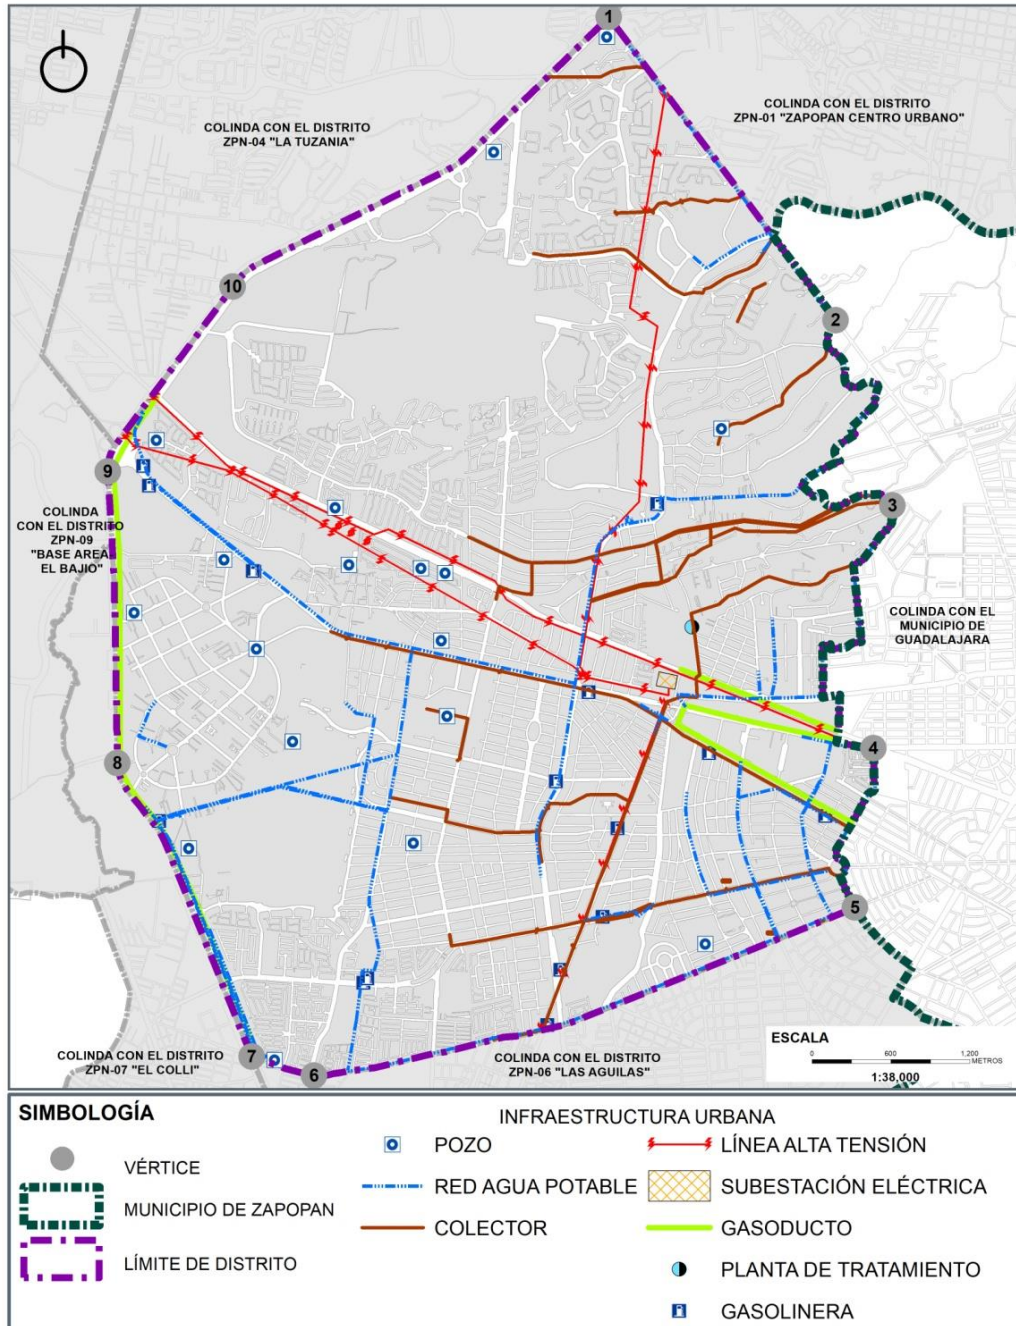 1
COLINDA CON EL DISTRITO
ZPN-04 "LA TUZANIA"
COLINDA CON EL DISTRITO
ZPN-01 "ZAPOPAN CENTRO URBANO"
10
2
9
COLINDA
CON EL DISTRITO
ZPN-09
"BASE AREA
EL BAJIO"
3
COLINDA CON EL
MUNICIPIO DE
GUADALAJARA
8
4
5
7
6
COLINDA CON EL DISTRITO
ZPN-07 "EL COLLI"
COLINDA CON EL DISTRITO
ZPN-06 "LAS AGUILAS"
ESCALA
0 600 1,200
METROS
1:38,000
SIMBOLOGÍA
VÉRTICE
MUNICIPIO DE ZAPOPAN
LÍMITE DE DISTRITO
INFRAESTRUCTURA URBANA
POZO
RED AGUA POTABLE
COLECTOR
LÍNEA ALTA TENSIÓN
SUBESTACIÓN ELÉCTRICA
GASODUCTO
PLANTA DE TRATAMIENTO
GASOLINERA